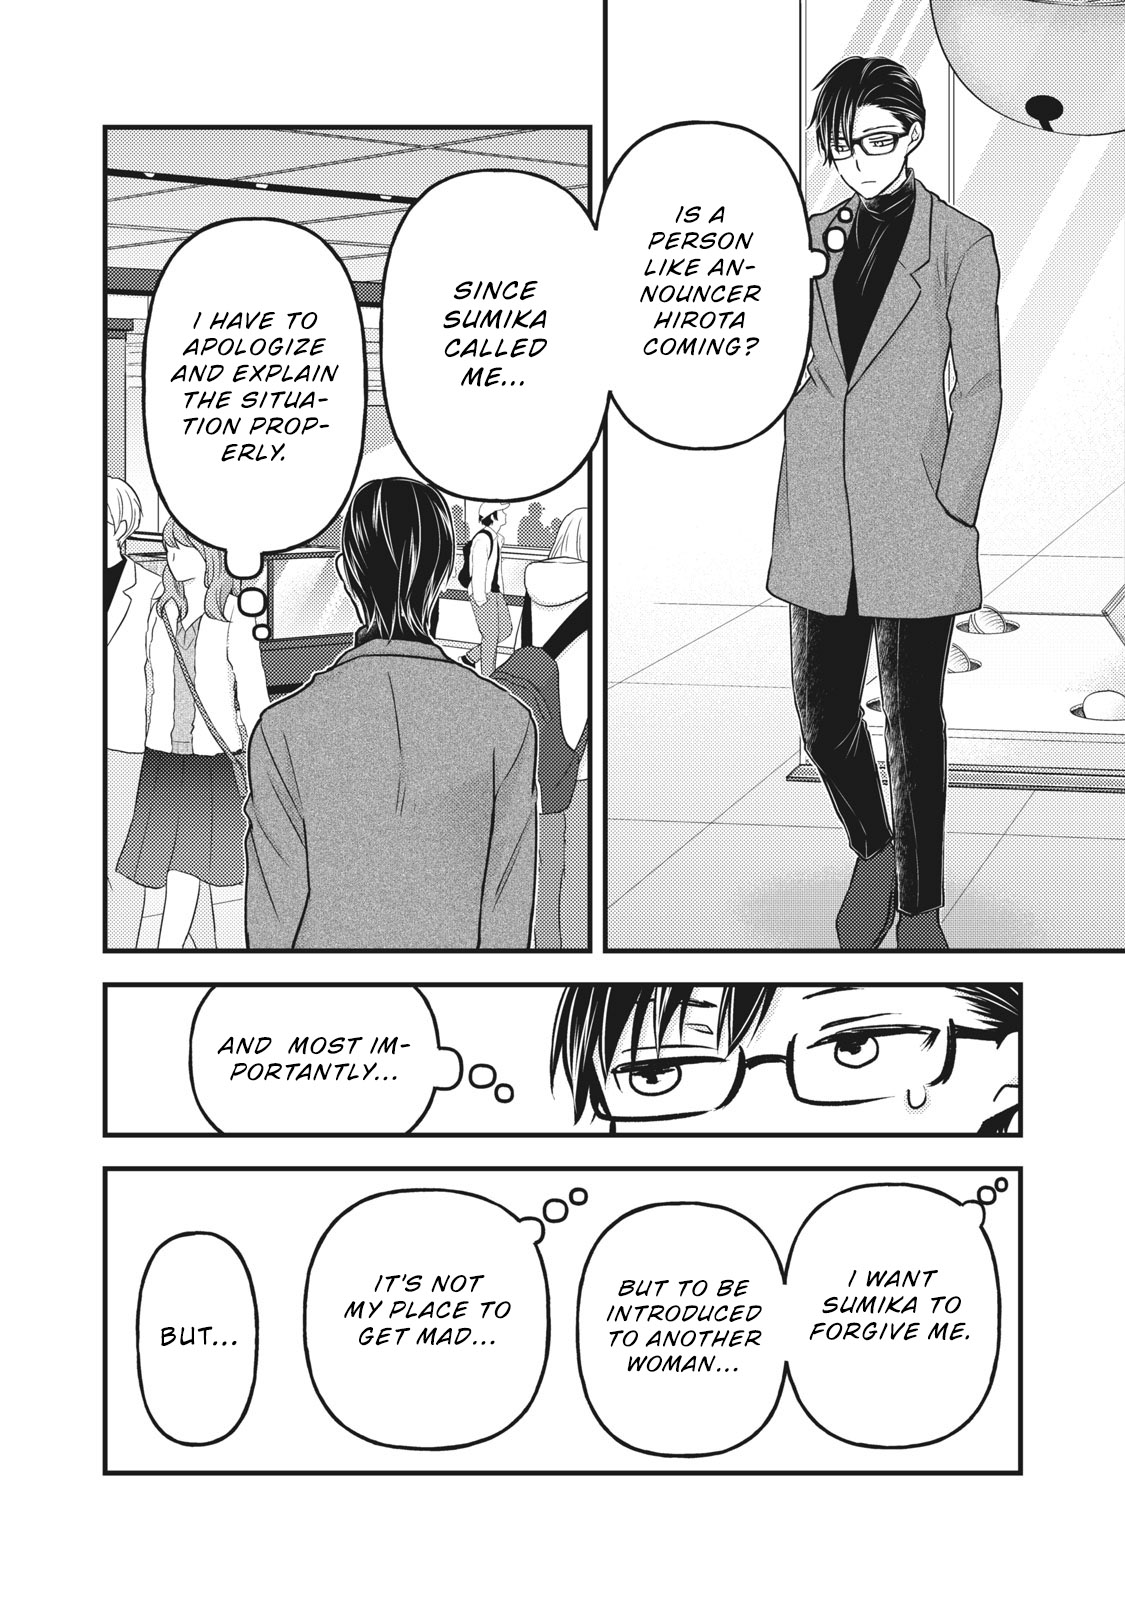 IS A
PERSON
LIKE AN-
NOUNCER
HIROTA
COMING?
SINCE
SUMIKA
CALLED
ME...
I HAVE TO
APOLOGIZE
AND EXPLAIN
THE SITUA-
TION PROP-
ERLY.
AND MOST IM-
PORTANTLY...
I WANT
SUMIKA TO
FORGIVE ME.
BUT TO BE
INTRODUCED
TO ANOTHER
WOMAN...
IT'S NOT
MY PLACE TO
GET MAD...
BUT...